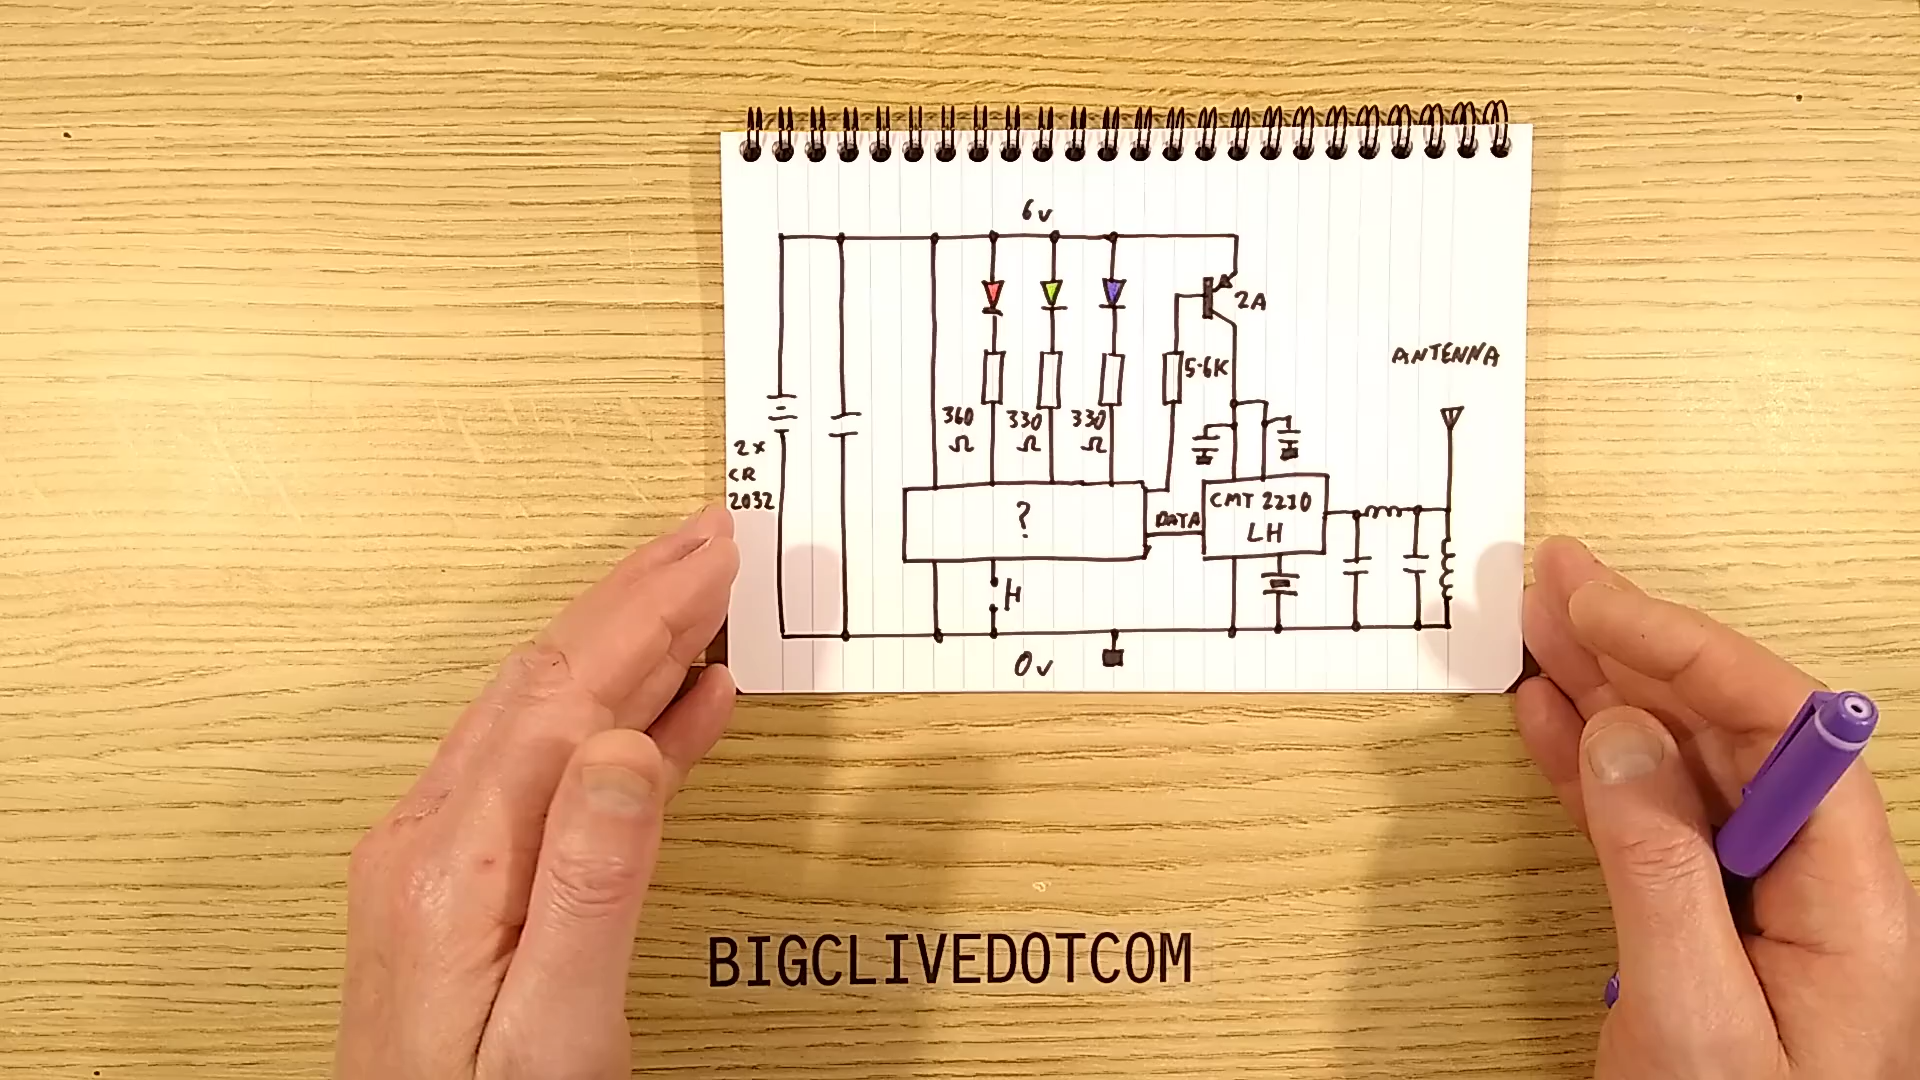 6v
2A
ANTENNA
5.6K
360
Ω
330
Ω
330
Ω
2x
CR
2032
?
DATA
CMT 2210
LH
0v
BIGCLIVEDOTCOM